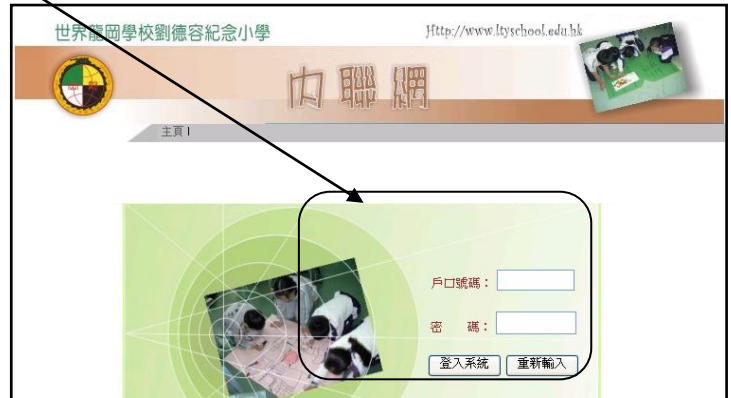 世界龍岡學校劉德容紀念小學
Http://www.ltyschool.edu.hk
內聯網
主頁 |
戶口號碼：
密 碼：
登入系統 重新輸入